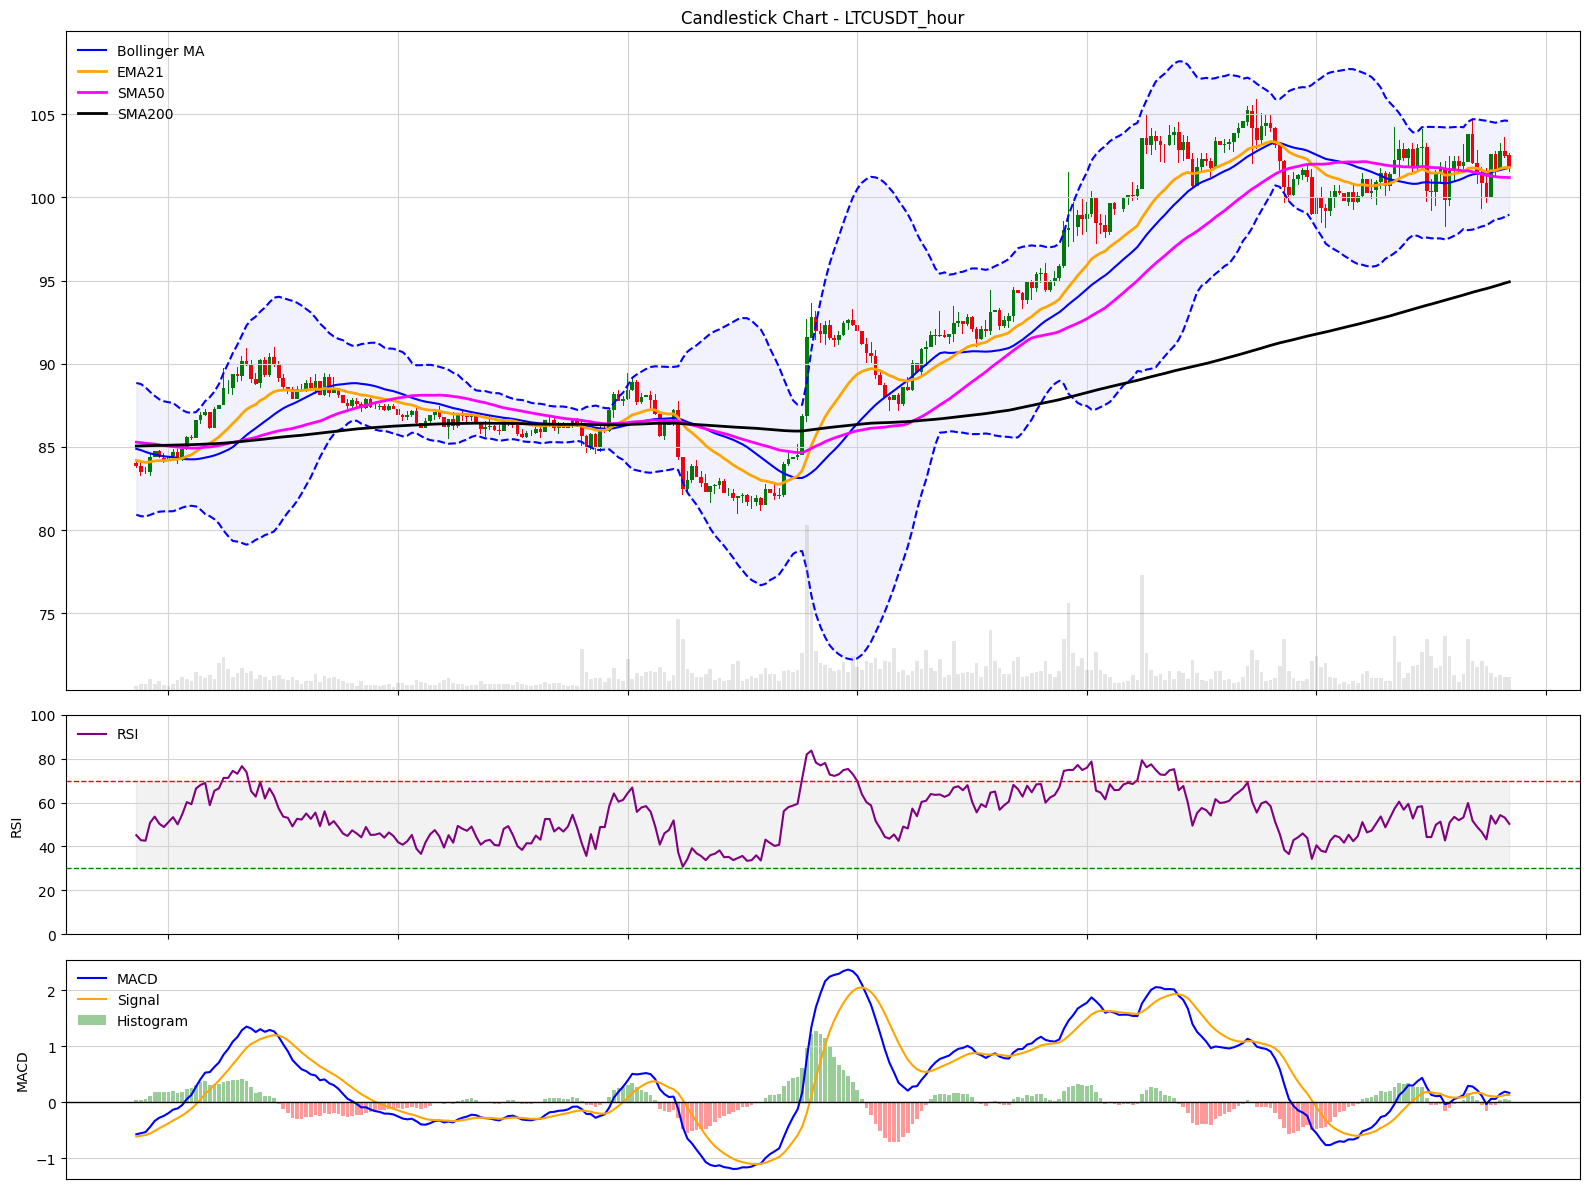 Candlestick Chart - LTCUSDT_hour
Bollinger MA
EMA21
SMA50
SMA200
105
100
95
90
85
80
75
RSI
100
80
60
40
20
0
RSI
MACD
Signal
Histogram
2
1
0
−1
MACD